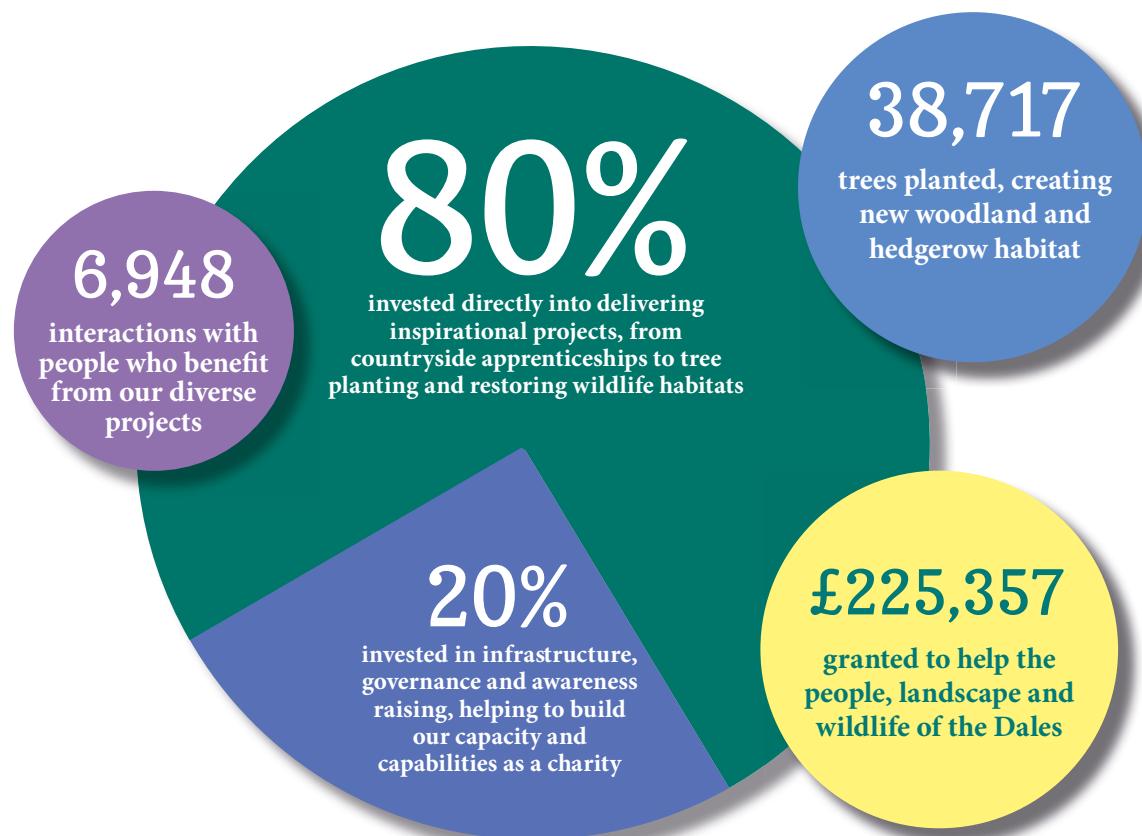 80%
invested directly into delivering
inspirational projects, from
countryside apprenticeships to tree
planting and restoring wildlife habitats
38,717
trees planted, creating
new woodland and
hedgerow habitat
6,948
interactions with
people who benefit
from our diverse
projects
20%
invested in infrastructure,
governance and awareness
raising, helping to build
our capacity and
capabilities as a charity
£225,357
granted to help the
people, landscape and
wildlife of the Dales